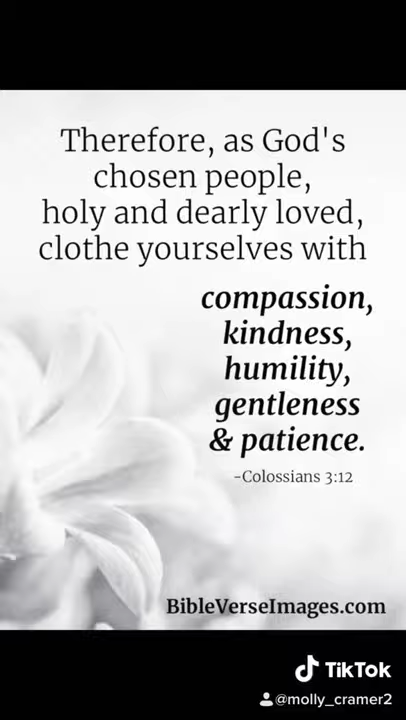 Therefore, as God's
chosen people,
holy and dearly loved,
clothe yourselves with
compassion,
kindness,
humility,
gentleness
& patience.
-Colossians 3:12
BibleVerseImages.com
TikTok
@molly_cramer2